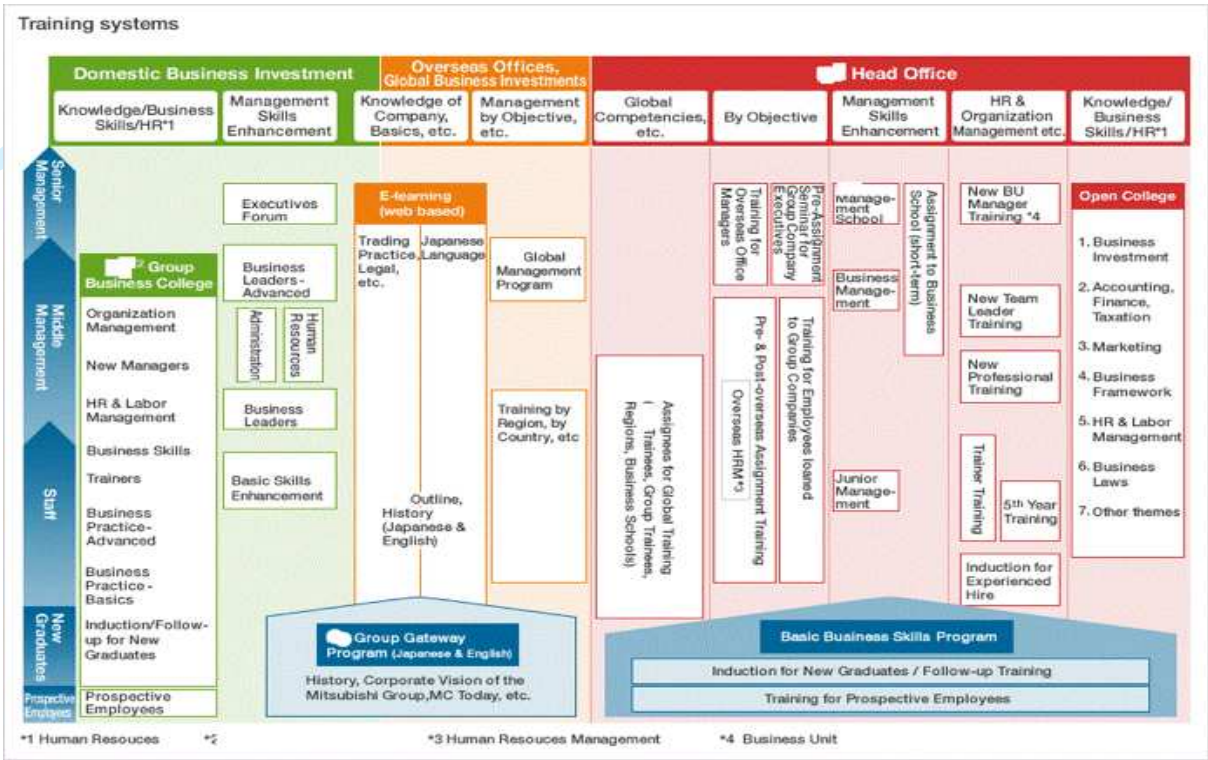 Training systems
Domestic Business Investment
Overseas Offices,
Global Business Investments
Head Office
Knowledge/Business
Skills/HR*1
Management
Skills
Enhancement
Knowledge of
Company,
Basics, etc.
Management
by Objective,
etc.
Global
Competencies,
etc.
By Objective
Management
Skills
Enhancement
HR &
Organization
Management etc.
Knowledge/
Business
Skills/HR*1
Senior
Management
Middle
Management
Staff
New
Graduates
Prospective
Employees
*2 Group
Business College
Organization
Management
New Managers
HR & Labor
Management
Business Skills
Trainers
Business
Practice-
Advanced
Business
Practice-
Basics
Induction/Follow-
up for New
Graduates
Prospective
Employees
Executives
Forum
Business
Leaders-
Advanced
Administration
Human
Resources
Business
Leaders
Basic Skills
Enhancement
E-learning
(web based)
Trading
Practice,
Legal,
etc.
Japanese
Language
Outline,
History
(Japanese &
English)
Global
Management
Program
Training by
Region, by
Country, etc
Group Gateway
Program (Japanese & English)
History, Corporate Vision of the
Mitsubishi Group,MC Today, etc.
Assignees for Global Training
( Trainees, Group Trainees,
Regions, Business Schools)
Training for
Overseas Office
Managers
Pre-Assignment
Seminar for
Group Company
Executives
Pre- & Post-overseas Assignment Training
Overseas HRM*3
Training for Employees loaned
to Group Companies
Manage-
ment
School
Business
Manage-
ment
Assignment to Business
School (short-term)
Junior
Manage-
ment
New BU
Manager
Training *4
New Team
Leader
Training
New
Professional
Training
Trainer Training
5th Year
Training
Induction for
Experienced
Hire
Open College
1. Business
Investment
2. Accounting,
Finance,
Taxation
3. Marketing
4. Business
Framework
5. HR & Labor
Management
6. Business
Laws
7. Other themes
Basic Business Skills Program
Induction for New Graduates / Follow-up Training
Training for Prospective Employees
*1 Human Resouces
*2
*3 Human Resouces Management
*4 Business Unit